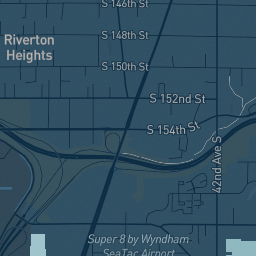 S 146th St
Riverton
Heights
S 148th St
S 150th St
S 152nd St
S 154th St
42nd Ave S
Super 8 by Wyndham
SeaTac Airport